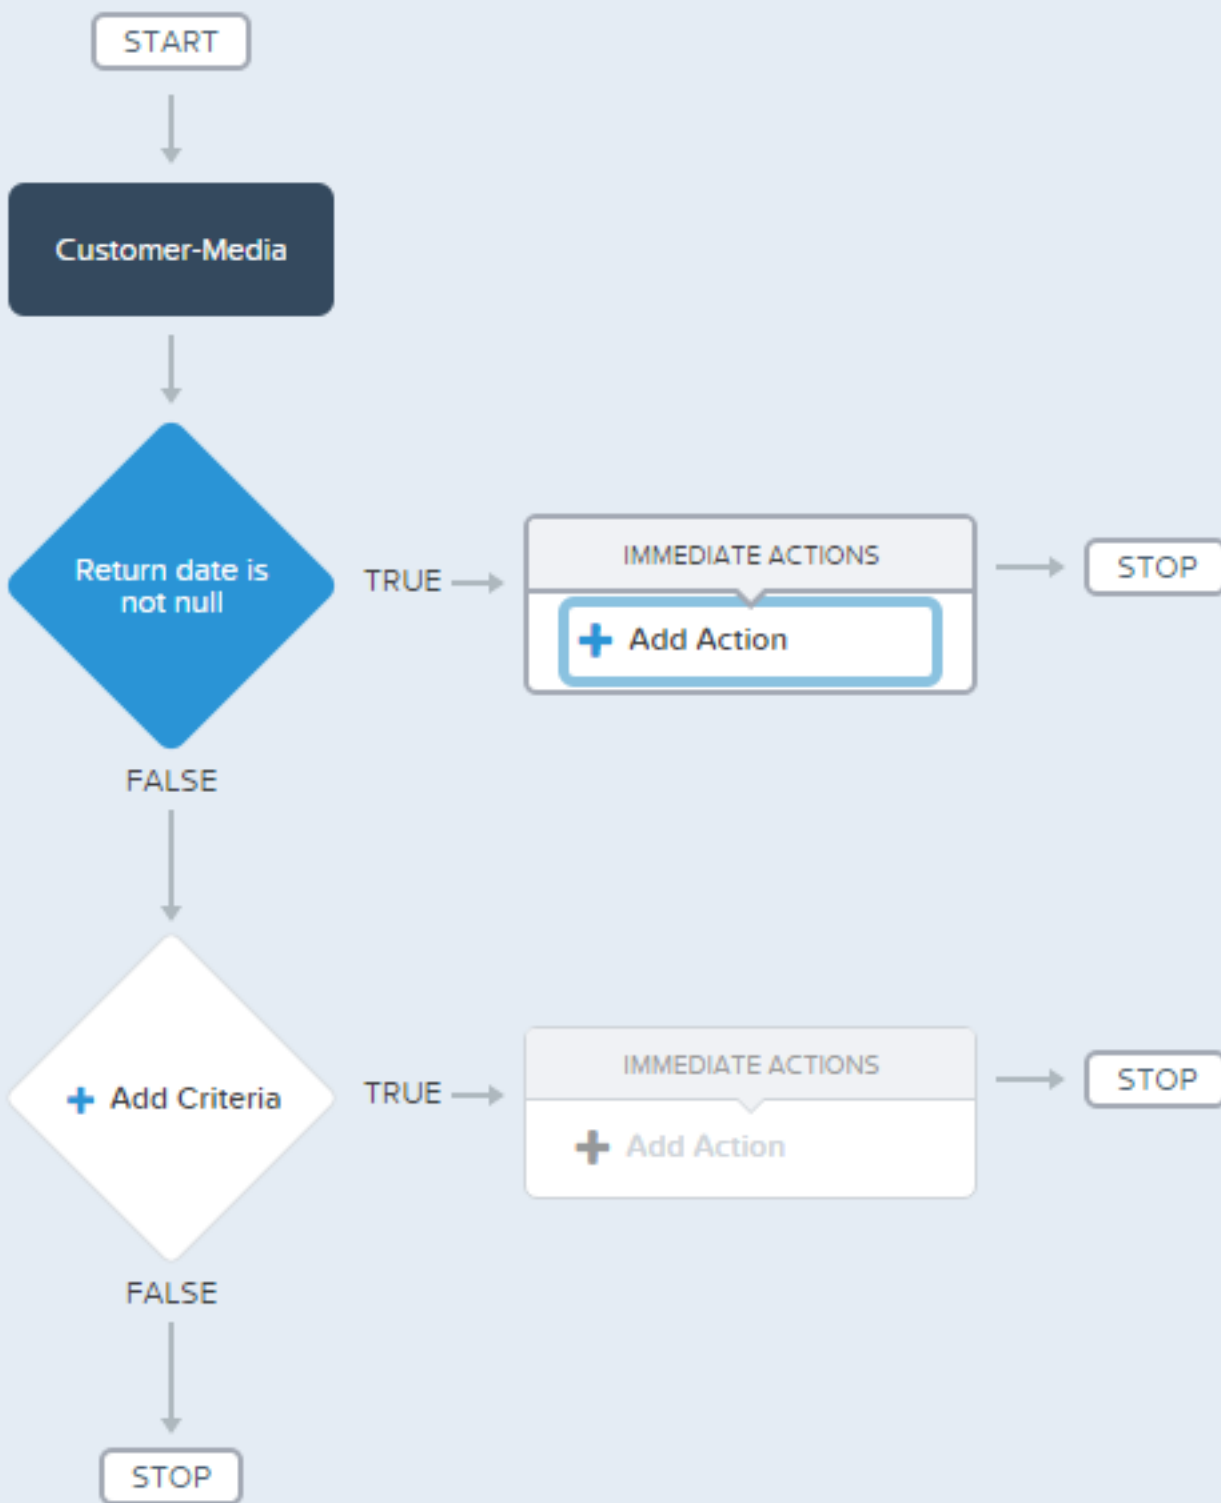 START
Customer-Media
Return date is
not null
TRUE
IMMEDIATE ACTIONS
Add Action
STOP
FALSE
Add Criteria
TRUE
IMMEDIATE ACTIONS
Add Action
STOP
FALSE
STOP